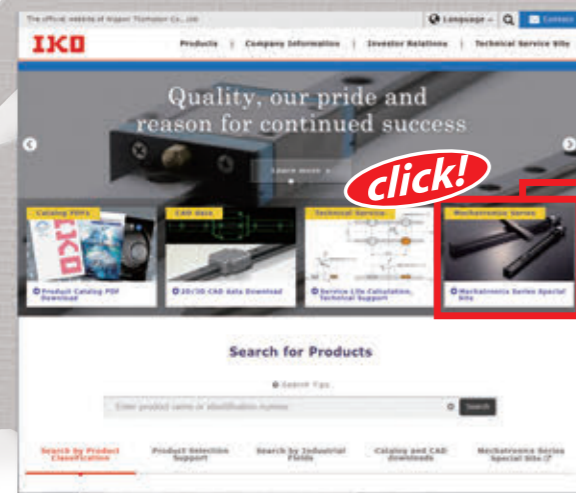 The official website of Nippon Thompson Co., Ltd.
Language
Contact
IKO
Products | Company Information | Investor Relations | Technical Service Site
Quality, our pride and
reason for continued success
Learn more
click!
Catalog PDFs
CAD data
Technical Service
Mechatronics Series
Product Catalog PDF
Download
2D/3D CAD data Download
Service Life Calculation,
Technical Support
Mechatronics Series Special
Site
Search for Products
Search Tips
Enter product name or identification number
Search
Search by Product
Classification
Product Selection
Support
Search by Industrial
Fields
Catalog and CAD
downloads
Mechatronics Series
Special Site